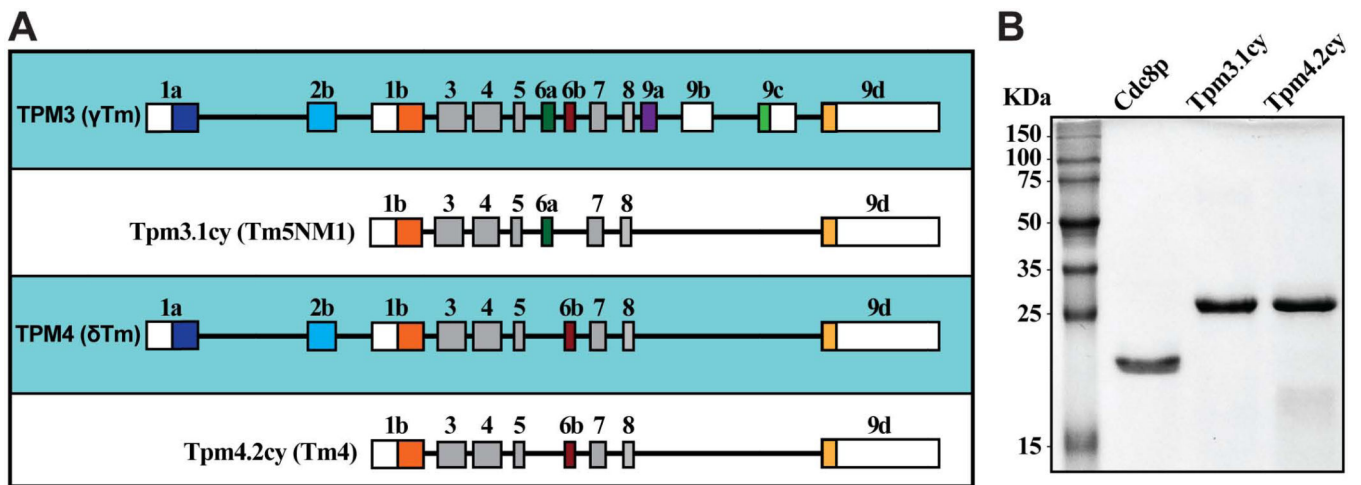 A
1a 2b 1b 3 4 5 6a 6b 7 8 9a 9b 9c 9d
TPM3 (γTm)
1b 3 4 5 6a 7 8 9d
Tpm3.1cy (Tm5NM1)
1a 2b 1b 3 4 5 6b 7 8 9d
TPM4 (δTm)
1b 3 4 5 6b 7 8 9d
Tpm4.2cy (Tm4)
B
KDa
Cdc8p
Tpm3.1cy
Tpm4.2cy
150
100
75
50
35
25
15